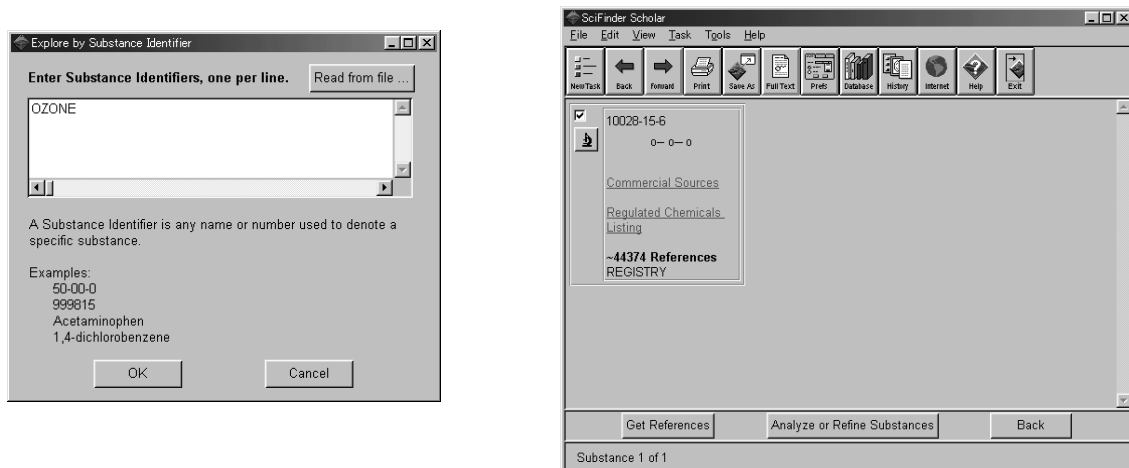 Explore by Substance Identifier
Enter Substance Identifiers, one per line.
Read from file ...
OZONE
A Substance Identifier is any name or number used to denote a
specific substance.
Examples:
50-00-0
999815
Acetaminophen
1,4-dichlorobenzene
OK
Cancel
SciFinder Scholar
File Edit View Task Tools Help
New Task Back Forward Print Save As Full Text Prefs Database History Internet Help Exit
10028-15-6
O—O—O
Commercial Sources
Regulated Chemicals
Listing
~44374 References
REGISTRY
Get References
Analyze or Refine Substances
Back
Substance 1 of 1